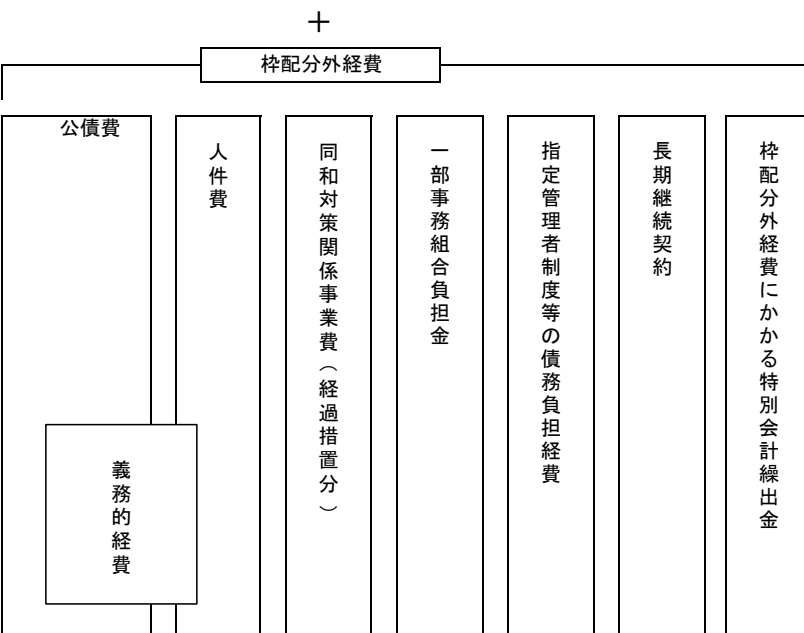 ＋
枠配分外経費
公債費
人件費
同和対策関係事業費（経過措置分）
一部事務組合負担金
指定管理者制度等の債務負担経費
長期継続契約
枠配分外経費にかかる特別会計繰出金
義務的経費